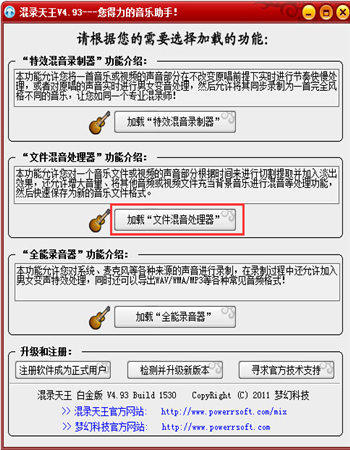 混录天王V4.93---您得力的音乐助手!
请根据您的需要选择加载的功能:
“特效混音录制器”功能介绍:
本功能允许您将一首音乐或视频的声音部分在不改变原唱前提下实时进行节奏快慢处理,或者对原唱的声音实时进行男女变音处理,然后允许将其同步录制为一首完全风格不同的音乐,让您如同一个专业混录师!
加载“特效混音录制器”
“文件混音处理器”功能介绍:
本功能允许您对一个音乐文件或视频的声音部分根据时间来进行切割提取并加入淡出效果,还允许增大音量、将其他音频或视频文件充当背景音乐进行混音等处理功能,然后快速保存为新的音乐文件格式。
加载“文件混音处理器”
“全能录音器”功能介绍:
本功能允许您对系统、麦克风等各种来源的声音进行录制,在录制过程中还允许加入男女变声特效处理,同时还可以导出WAV/WMA/MP3等各种常见音频格式!
加载“全能录音器”
升级和注册:
注册软件成为正式用户
检测并升级新版本
寻求官方技术支持
混录天王 白金版 V4.93 Build 1530 CopyRight (C) 2011 梦幻科技
>> 混录天王官方网站: http://www.powerrsoft.com/mix
>> 梦幻科技官方网站: http://www.powerrsoft.com